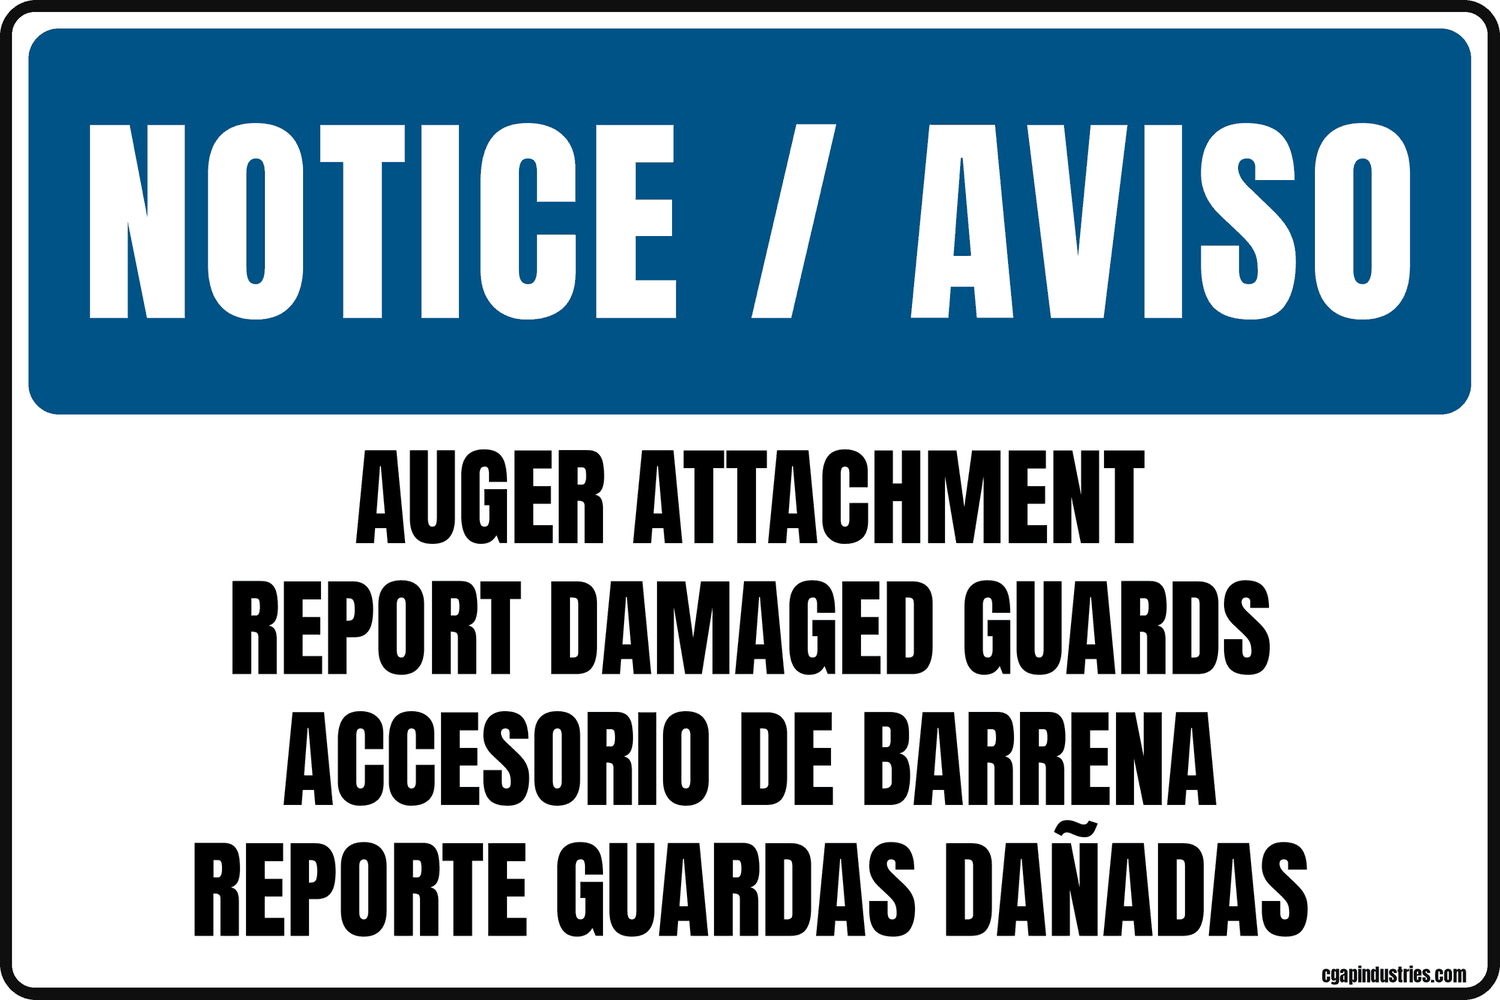 NOTICE / AVISO
AUGER ATTACHMENT
REPORT DAMAGED GUARDS
ACCESORIO DE BARRENA
REPORTE GUARDAS DAÑADAS
cgapindustries.com